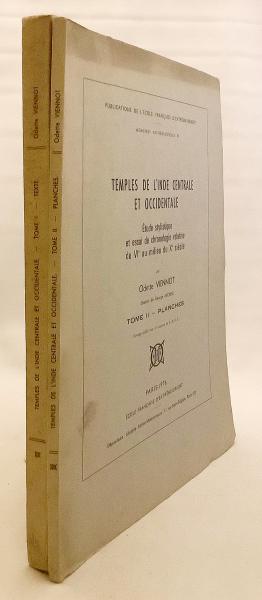 Odette VIENNOT
TEMPLES DE L'INDE CENTRALE ET OCCIDENTALE. — TOME I — TEXTE
Odette VIENNOT
TEMPLES DE L'INDE CENTRALE ET OCCIDENTALE. — TOME II — PLANCHES
PUBLICATIONS DE L'ÉCOLE FRANÇAISE D'EXTRÊME-ORIENT
MÉMOIRES ARCHÉOLOGIQUES
TEMPLES DE L'INDE CENTRALE
ET OCCIDENTALE
Étude stylistique
et essai de chronologie relative
du VIe au milieu du Xe siècle
par
Odette VIENNOT
TOME II — PLANCHES
PARIS 1976
ÉCOLE FRANÇAISE D'EXTRÊME-ORIENT